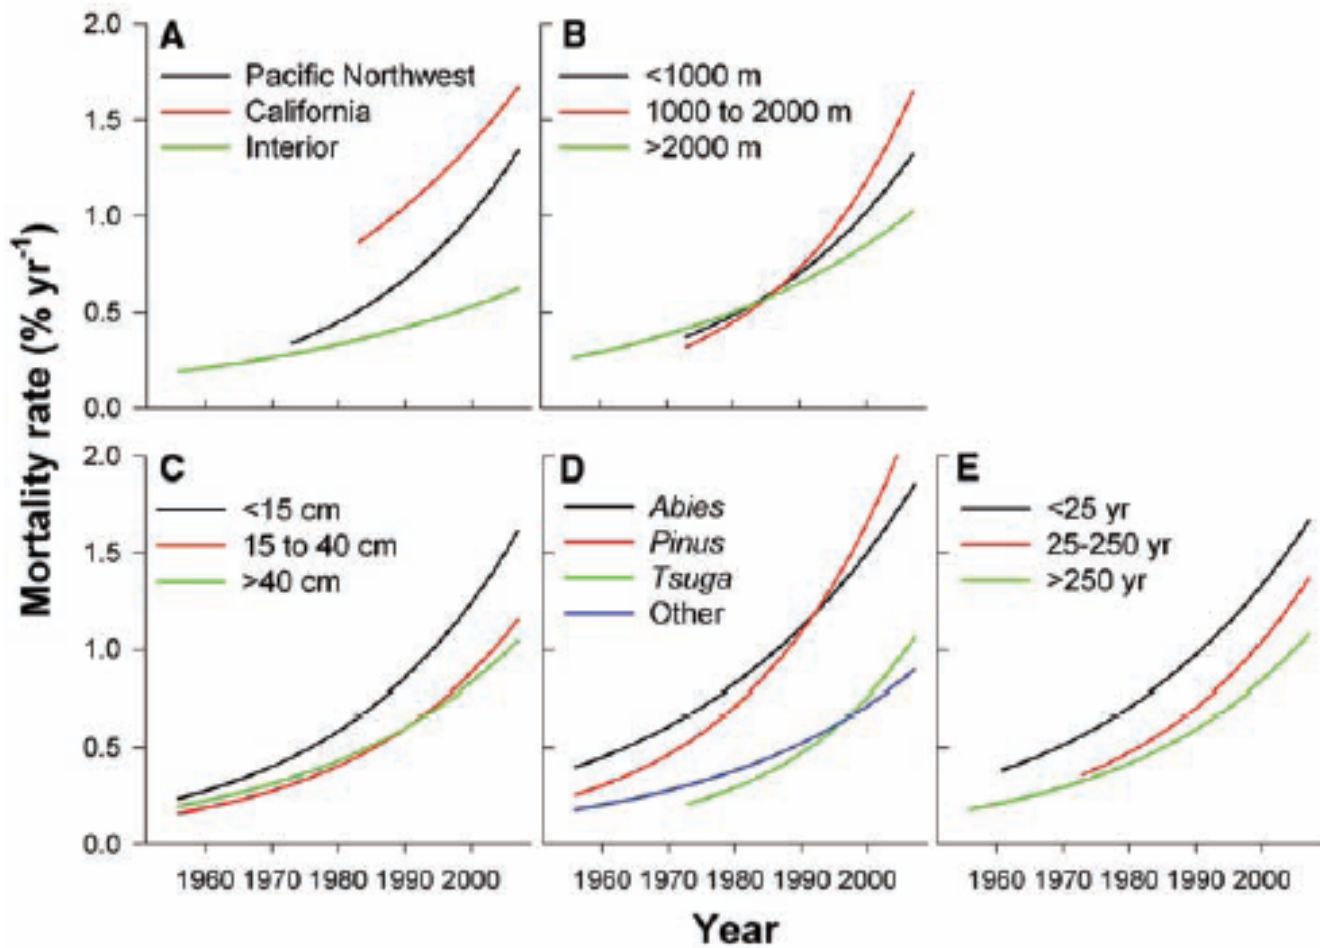 Mortality rate (% yr⁻¹)
2.0
1.5
1.0
0.5
0.0
A
Pacific Northwest
California
Interior
B
<1000 m
1000 to 2000 m
>2000 m
2.0
1.5
1.0
0.5
0.0
C
<15 cm
15 to 40 cm
>40 cm
1960 1970 1980 1990 2000
D
Abies
Pinus
Tsuga
Other
1960 1970 1980 1990 2000
E
<25 yr
25-250 yr
>250 yr
1960 1970 1980 1990 2000
Year